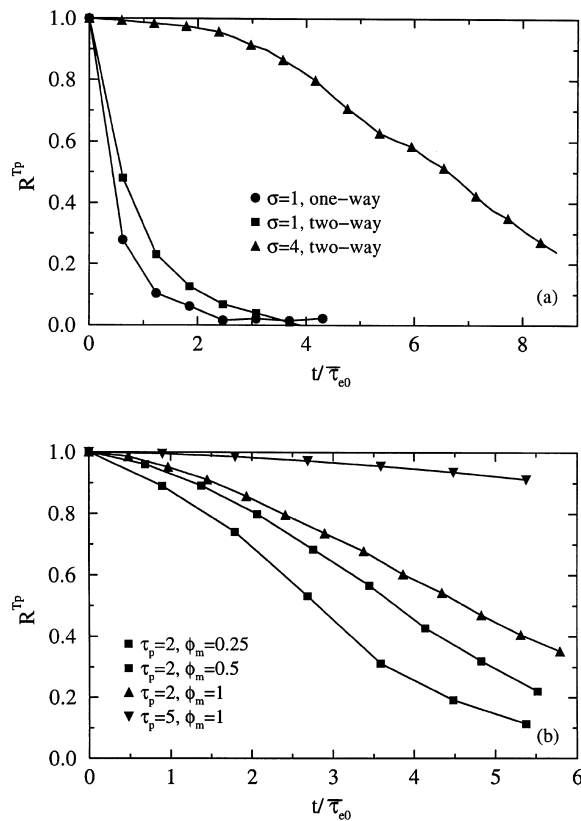 1.0
0.8
0.6
0.4
0.2
0.0
R^Tp
σ=1, one-way
σ=1, two-way
σ=4, two-way
(a)
0 2 4 6 8
t/ τ̅e0
1.0
0.8
0.6
0.4
0.2
0.0
R^Tp
τp=2, ϕm=0.25
τp=2, ϕm=0.5
τp=2, ϕm=1
τp=5, ϕm=1
(b)
0 1 2 3 4 5 6
t/ τ̅e0